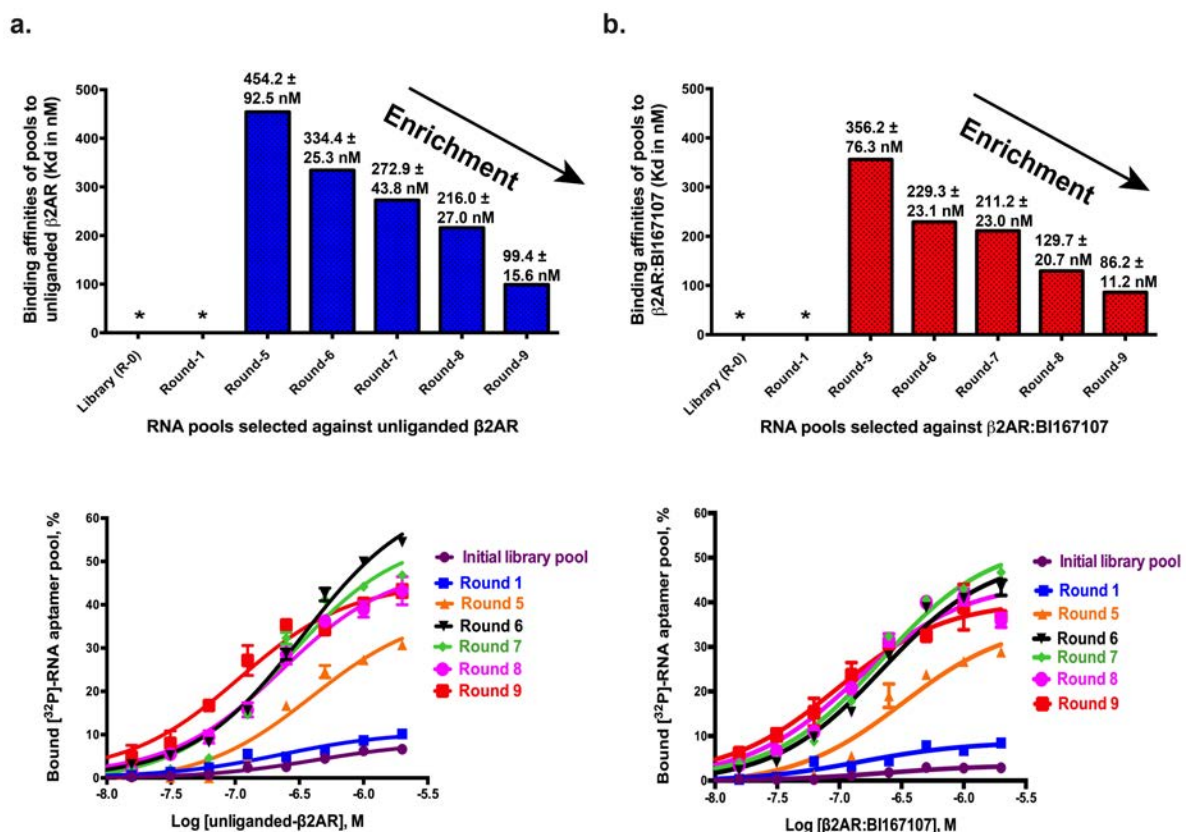 a.
Binding affinities of pools to
unliganded β2AR (Kd in nM)
500
400
300
200
100
0
454.2 ±
92.5 nM
334.4 ±
25.3 nM
272.9 ±
43.8 nM
216.0 ±
27.0 nM
99.4 ±
15.6 nM
Enrichment
*
*
Library (R-0)
Round-1
Round-5
Round-6
Round-7
Round-8
Round-9
RNA pools selected against unliganded β2AR
b.
Binding affinities of pools to
β2AR:BI167107 (Kd in nM)
500
400
300
200
100
0
356.2 ±
76.3 nM
229.3 ±
23.1 nM
211.2 ±
23.0 nM
129.7 ±
20.7 nM
86.2 ±
11.2 nM
Enrichment
*
*
Library (R-0)
Round-1
Round-5
Round-6
Round-7
Round-8
Round-9
RNA pools selected against β2AR:BI167107
Bound [³²P]-RNA aptamer pool, %
60
50
40
30
20
10
0
-8.0
-7.5
-7.0
-6.5
-6.0
-5.5
Log [unliganded-β2AR], M
Initial library pool
Round 1
Round 5
Round 6
Round 7
Round 8
Round 9
Bound [³²P]-RNA aptamer pool, %
60
50
40
30
20
10
0
-8.0
-7.5
-7.0
-6.5
-6.0
-5.5
Log [β2AR:BI167107], M
Initial library pool
Round 1
Round 5
Round 6
Round 7
Round 8
Round 9